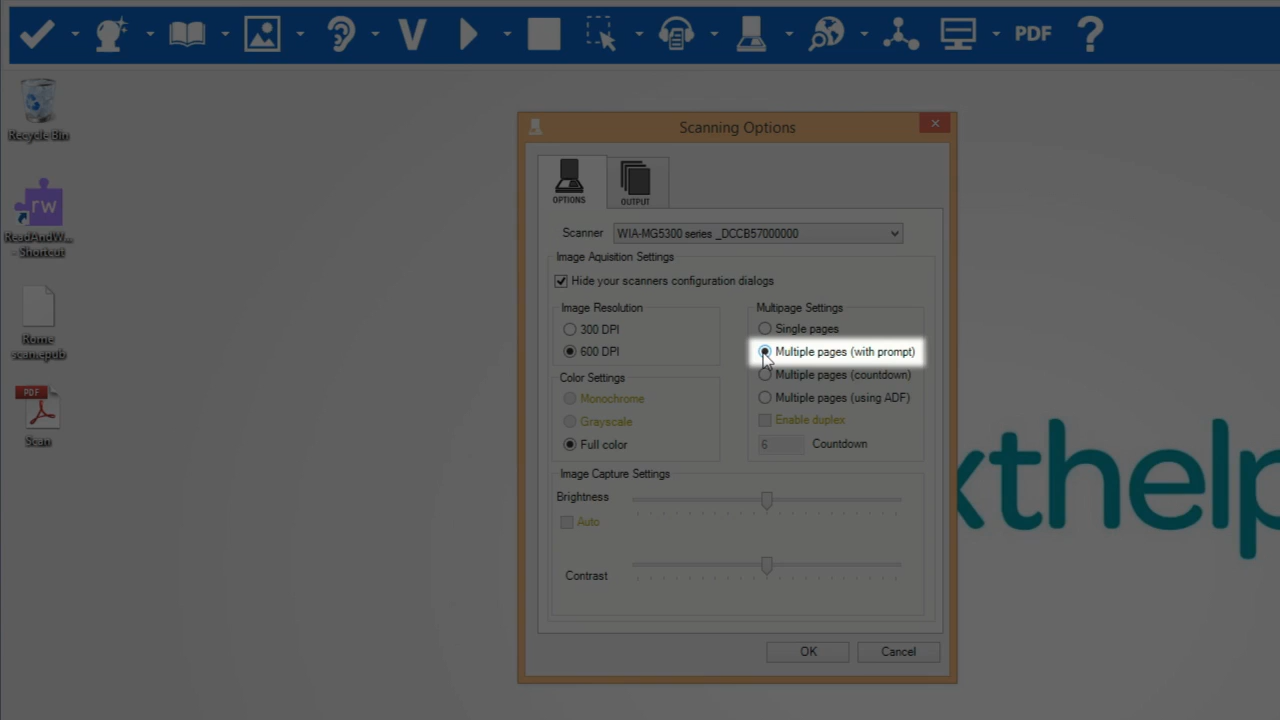 V
PDF
?
Recycle Bin
rw
ReadAndW...
- Shortcut
Rome
scan.epub
PDF
Scan
Scanning Options
OPTIONS
OUTPUT
Scanner
WIA-MG5300 series _DCCB57000000
Image Aquisition Settings
Hide your scanners configuration dialogs
Image Resolution
300 DPI
600 DPI
Color Settings
Monochrome
Grayscale
Full color
Multipage Settings
Single pages
Multiple pages (with prompt)
Multiple pages (countdown)
Multiple pages (using ADF)
Enable duplex
6 Countdown
Image Capture Settings
Brightness
Auto
Contrast
OK Cancel
xthelp